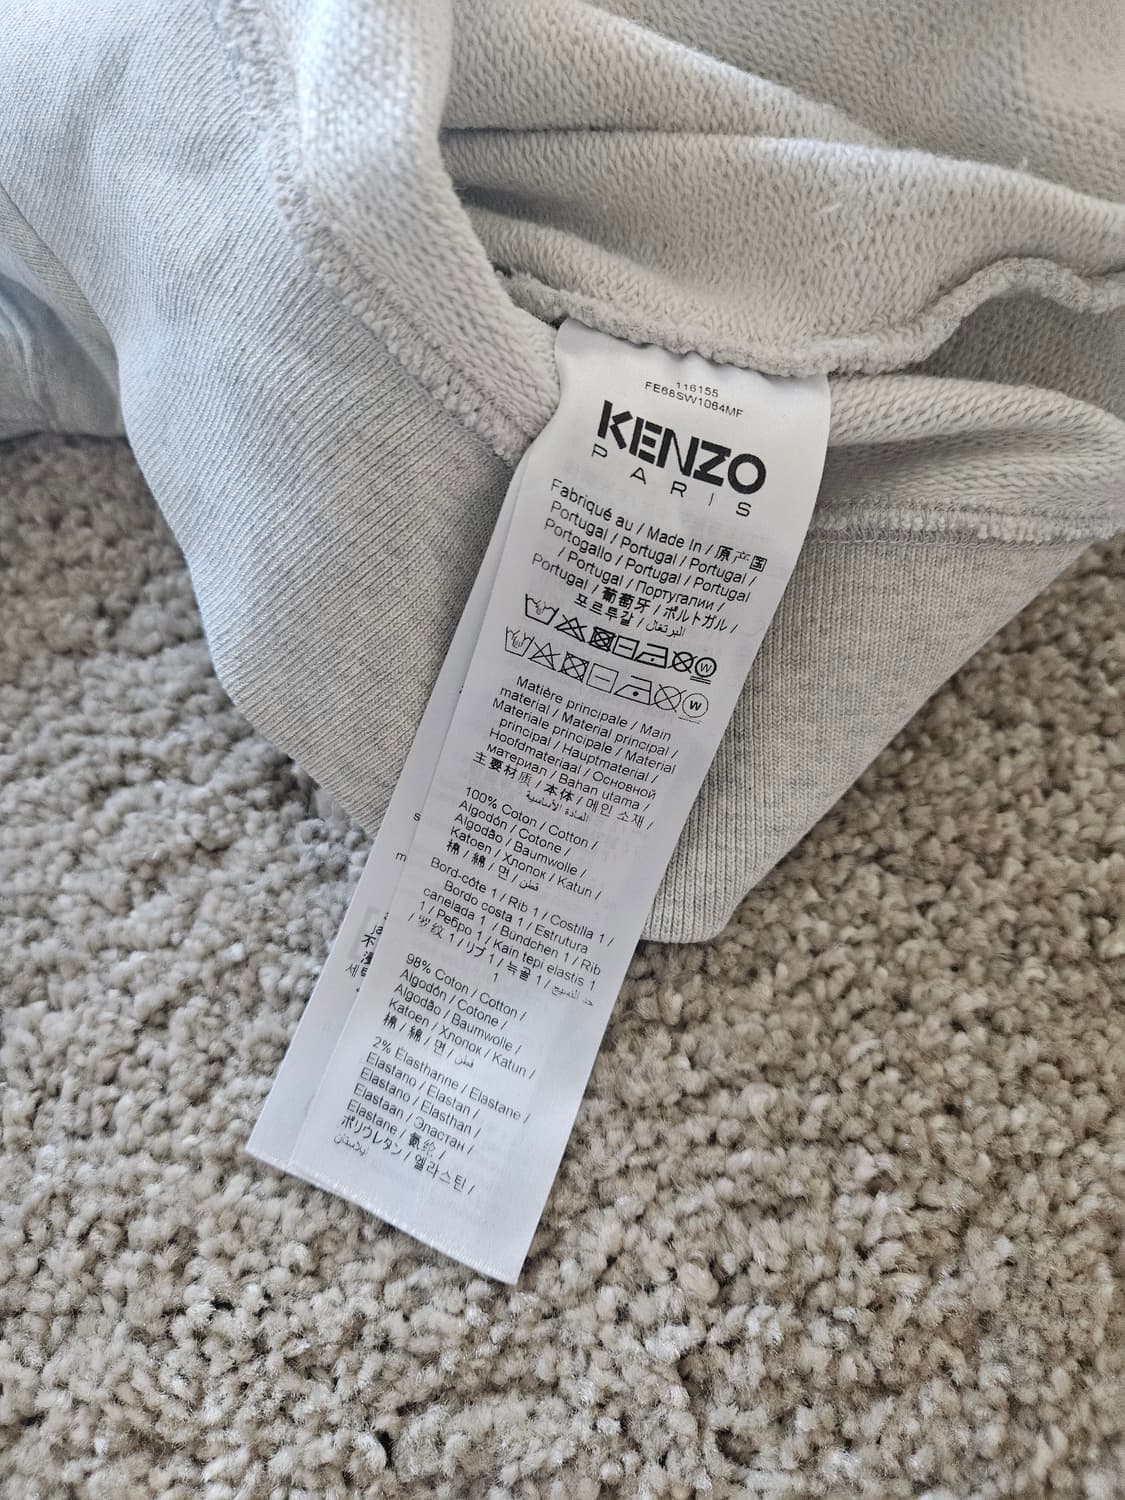 116155
FE68SW1064MF
KENZO
PARIS
Fabriqué au / Made In / 原产国
Portugal / Portugal / Portugal /
Portogallo / Portugal / Portugal
/ Portugal / Португалии /
Portugal / 葡萄牙 / ポルトガル /
포르투갈 / البرتغال
W
W
Matière principale / Main
material / Material principal /
Materiale principale / Material
principal / Hauptmaterial /
Hoofdmateriaal / Основной
материал / Bahan utama /
主要材质 / 本体 / 메인 소재 /
المادة الأساسية
100% Coton / Cotton /
Algodón / Cotone /
Algodão / Baumwolle /
Katoen / Хлопок / Katun /
棉 / 綿 / 면 / قطن
Bord-côte 1 / Rib 1 / Costilla 1 /
Bordo costa 1 / Estrutura
canelada 1 / Bündchen 1 / Rib
1 / Ребро 1 / Kain tepi elastis 1
/ 罗纹 1 / リブ 1 / 늑골 1 /
1
98% Coton / Cotton /
Algodón / Cotone /
Algodão / Baumwolle /
Katoen / Хлопок / Katun /
棉 / 綿 / 면 / قطن
2% Elasthanne / Elastane /
Elastano / Elastan /
Elastano / Elasthan /
Elastaan / Эластан /
Elastane / 氨纶 /
ポリウレタン / 엘라스틴 /
إيلاستان
s
m
不
세